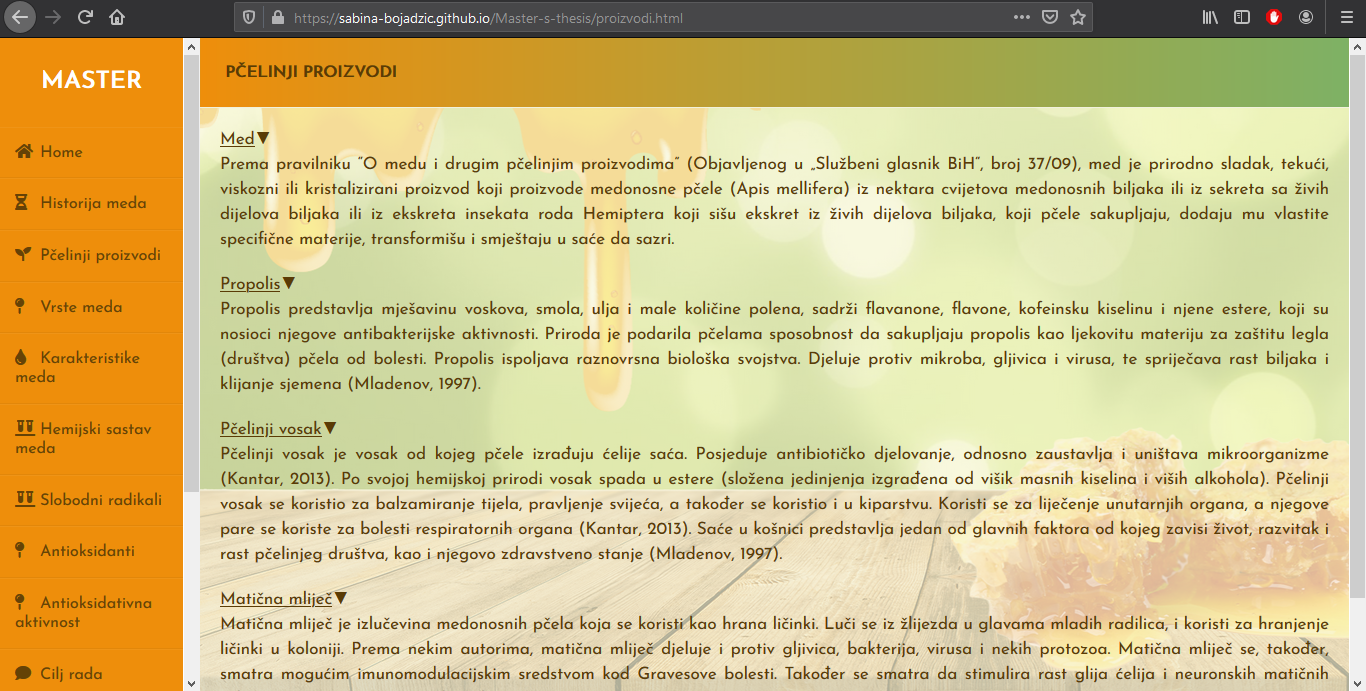 https://sabina-bojadzic.github.io/Master-s-thesis/proizvodi.html
MASTER
Home
Historija meda
Pčelinji proizvodi
Vrste meda
Karakteristike
meda
Hemijski sastav
meda
Slobodni radikali
Antioksidanti
Antioksidativna
aktivnost
Cilj rada
PČELINJI PROIZVODI
Med▼
Prema pravilniku “O medu i drugim pčelinjim proizvodima” (Objavljenog u „Službeni glasnik BiH“, broj 37/09), med je prirodno sladak, tekući,
viskozni ili kristalizirani proizvod koji proizvode medonosne pčele (Apis mellifera) iz nektara cvijetova medonosnih biljaka ili iz sekreta sa živih
dijelova biljaka ili iz ekskreta insekata roda Hemiptera koji sišu ekskret iz živih dijelova biljaka, koji pčele sakupljaju, dodaju mu vlastite
specifične materije, transformišu i smještaju u saće da sazri.
Propolis▼
Propolis predstavlja mješavinu voskova, smola, ulja i male količine polena, sadrži flavanone, flavone, kofeinsku kiselinu i njene estere, koji su
nosioci njegove antibakterijske aktivnosti. Priroda je podarila pčelama sposobnost da sakupljaju propolis kao ljekovitu materiju za zaštitu legla
(društva) pčela od bolesti. Propolis ispoljava raznovrsna biološka svojstva. Djeluje protiv mikroba, gljivica i virusa, te spriječava rast biljaka i
klijanje sjemena (Mladenov, 1997).
Pčelinji vosak▼
Pčelinji vosak je vosak od kojeg pčele izrađuju ćelije saća. Posjeduje antibiotičko djelovanje, odnosno zaustavlja i uništava mikroorganizme
(Kantar, 2013). Po svojoj hemijskoj prirodi vosak spada u estere (složena jedinjenja izgrađena od višik masnih kiselina i viših alkohola). Pčelinji
vosak se koristio za balzamiranje tijela, pravljenje svijeća, a također se koristio i u kiparstvu. Koristi se za liječenje unutarnjih organa, a njegove
pare se koriste za bolesti respiratornih organa (Kantar, 2013). Saće u košnici predstavlja jedan od glavnih faktora od kojeg zavisi život, razvitak i
rast pčelinjeg društva, kao i njegovo zdravstveno stanje (Mladenov, 1997).
Matična mliječ▼
Matična mliječ je izlučevina medonosnih pčela koja se koristi kao hrana ličinki. Luči se iz žlijezda u glavama mladih radilica, i koristi za hranjenje
ličinki u koloniji. Prema nekim autorima, matična mliječ djeluje i protiv gljivica, bakterija, virusa i nekih protozoa. Matična mliječ se, također,
smatra mogućim imunomodulacijskim sredstvom kod Gravesove bolesti. Također se smatra da stimulira rast glija ćelija i neuronskih matičnih